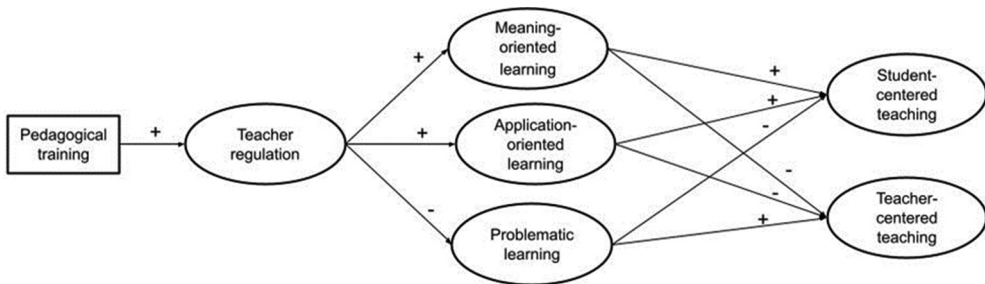 Pedagogical
training
+
Teacher
regulation
+
+
-
Meaning-
oriented
learning
Application-
oriented
learning
Problematic
learning
+
+
-
-
-
+
Student-
centered
teaching
Teacher-
centered
teaching